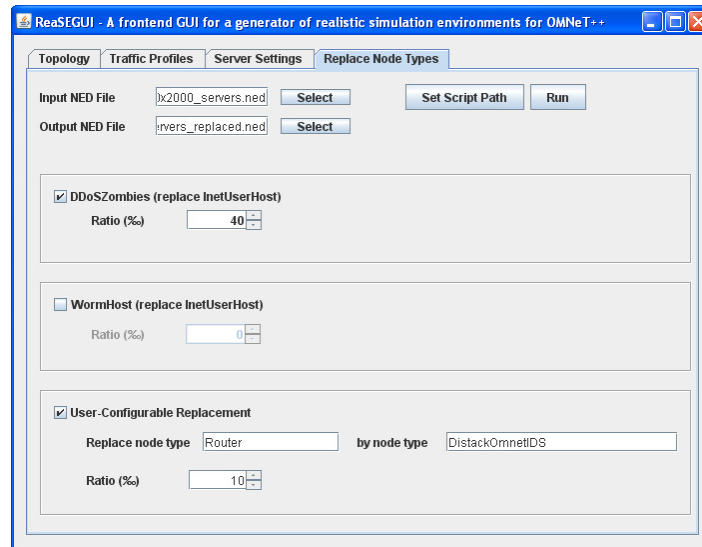 ReaSEGUI - A frontend GUI for a generator of realistic simulation environments for OMNeT++
Topology Traffic Profiles Server Settings Replace Node Types
Input NED File 0x2000_servers.ned Select Set Script Path Run
Output NED File ervers_replaced.ned Select
DDoSZombies (replace InetUserHost)
Ratio (‰) 40
WormHost (replace InetUserHost)
Ratio (‰) 0
User-Configurable Replacement
Replace node type Router by node type DistackOmnetIDS
Ratio (‰) 10